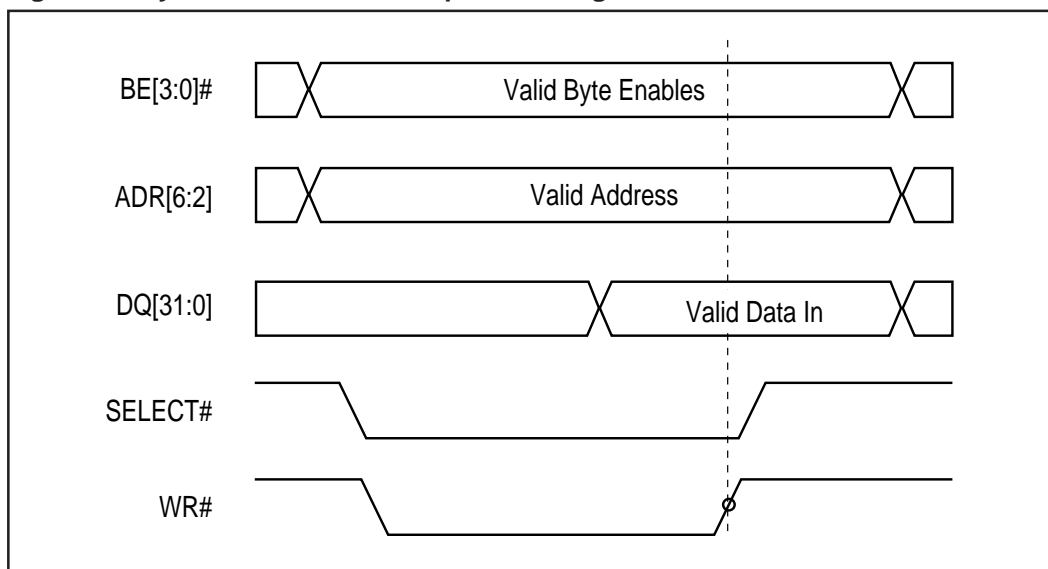 BE[3:0]#
Valid Byte Enables
ADR[6:2]
Valid Address
DQ[31:0]
Valid Data In
SELECT#
WR#